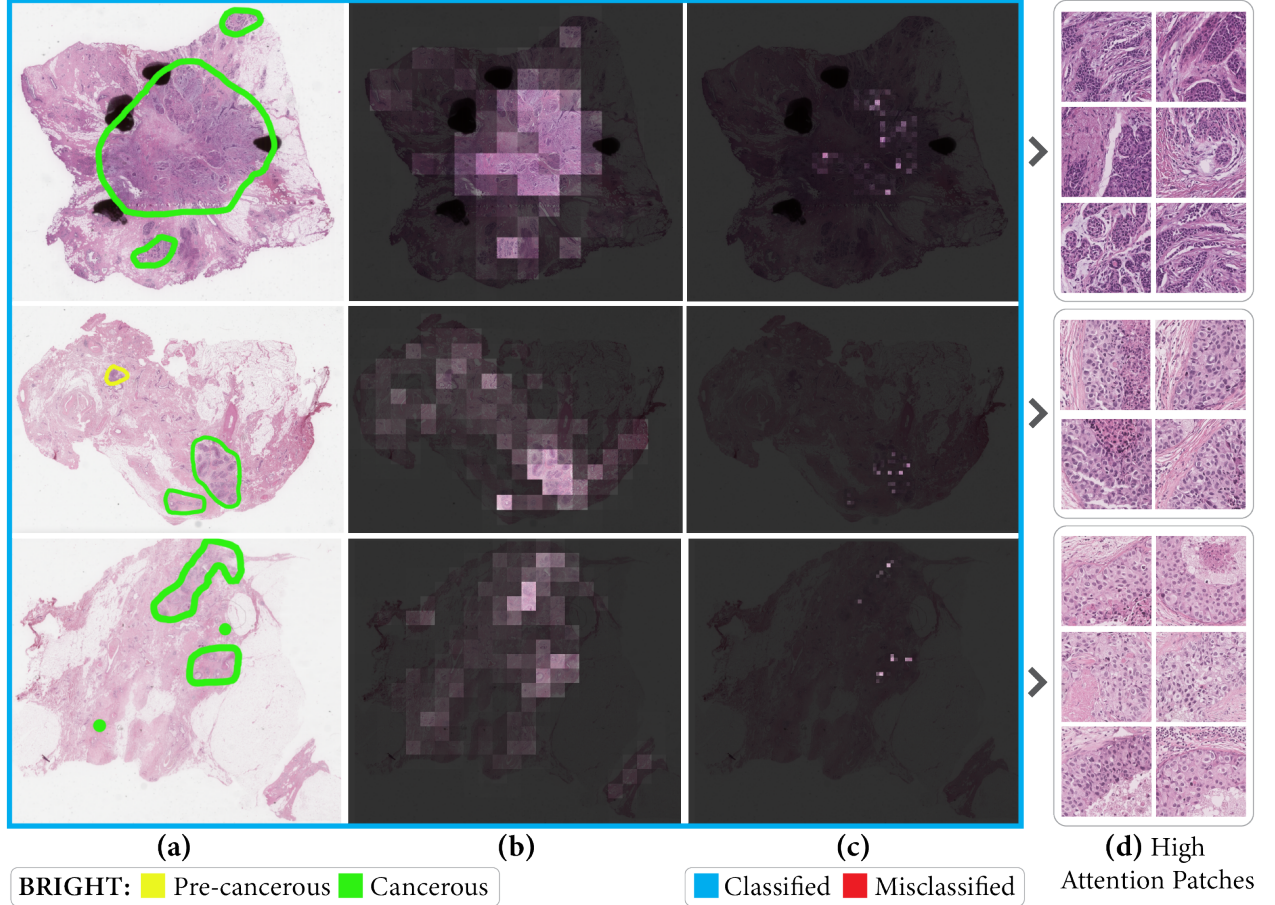 (a) (b) (c) (d) High
Attention Patches
BRIGHT: Pre-cancerous Cancerous Classified Misclassified